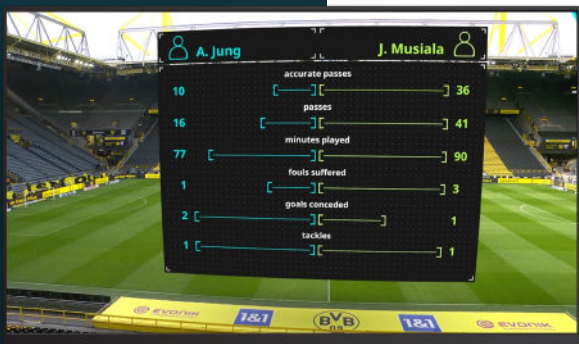 A. Jung
J. Musiala
accurate passes
10 36
passes
16 41
minutes played
77 90
fouls suffered
1 3
goals conceded
2 1
tackles
1 1
EVONIK
1&1
BVB
09
1&1
EVONIK